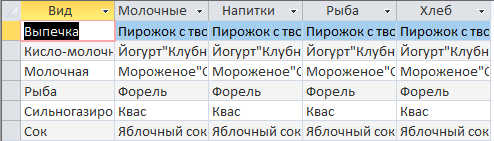 Вид Молочные Напитки Рыба Хлеб
Выпечка Пирожок с тво Пирожок с тво Пирожок с тво Пирожок с тво
Кисло-молочн Йогурт"Клубн Йогурт"Клубн Йогурт"Клубн Йогурт"Клубн
Молочная Мороженое"С Мороженое"С Мороженое"С Мороженое"С
Рыба Форель Форель Форель Форель
Сильногазиро Квас Квас Квас Квас
Сок Яблочный сок Яблочный сок Яблочный сок Яблочный сок